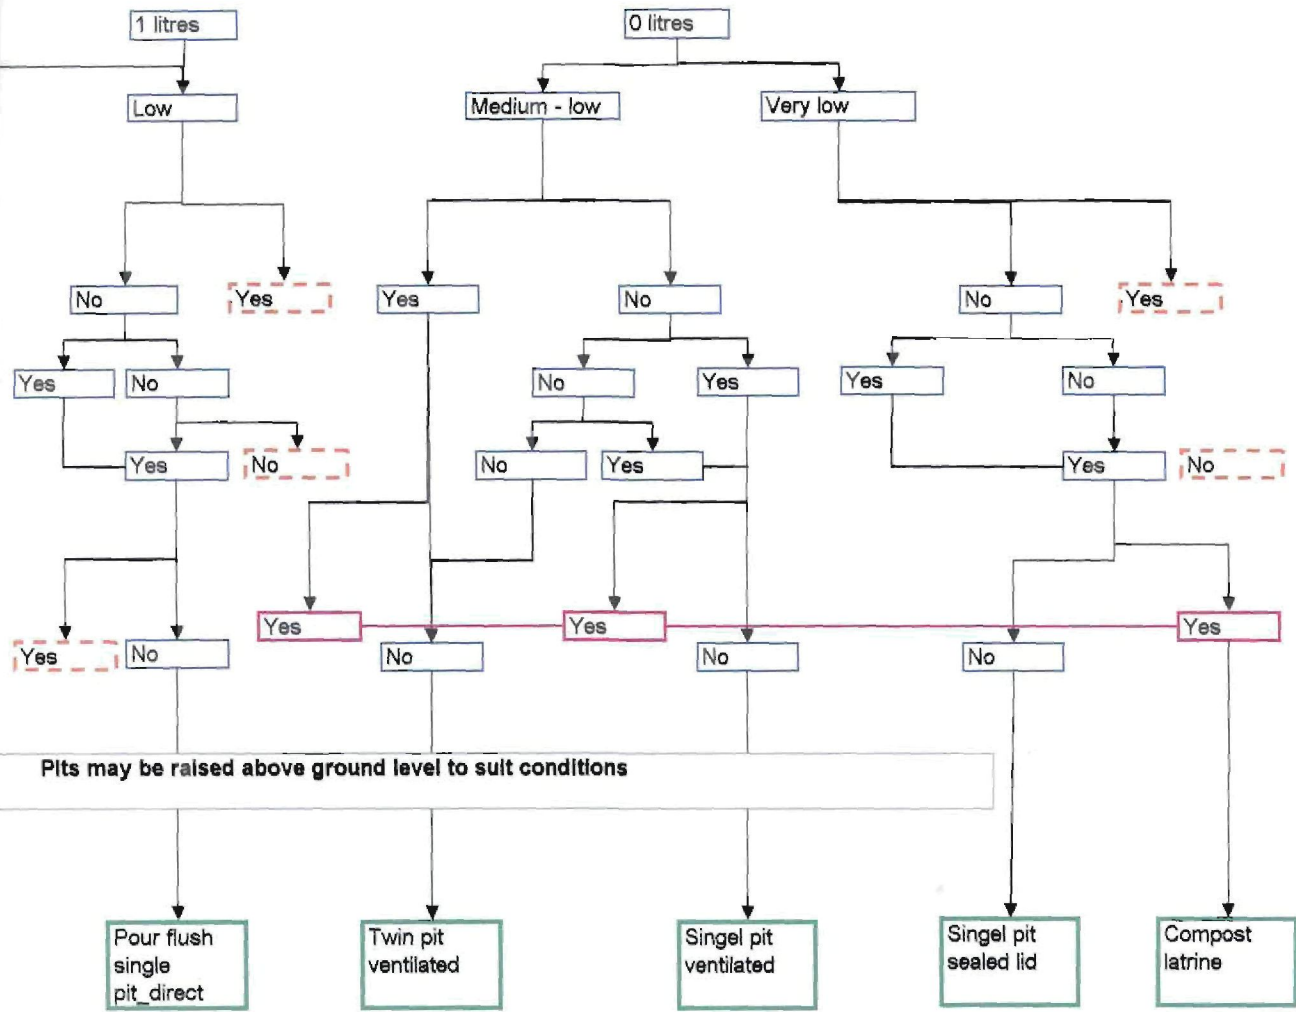 1 litres
0 litres
Low
Medium - low
Very low
No
Yes
Yes
No
No
Yes
Yes
No
No
Yes
Yes
No
Yes
No
No
Yes
Yes
No
Yes
Yes
Yes
Yes
No
No
No
No
Pits may be raised above ground level to suit conditions
Pour flush
single
pit_direct
Twin pit
ventilated
Singel pit
ventilated
Singel pit
sealed lid
Compost
latrine